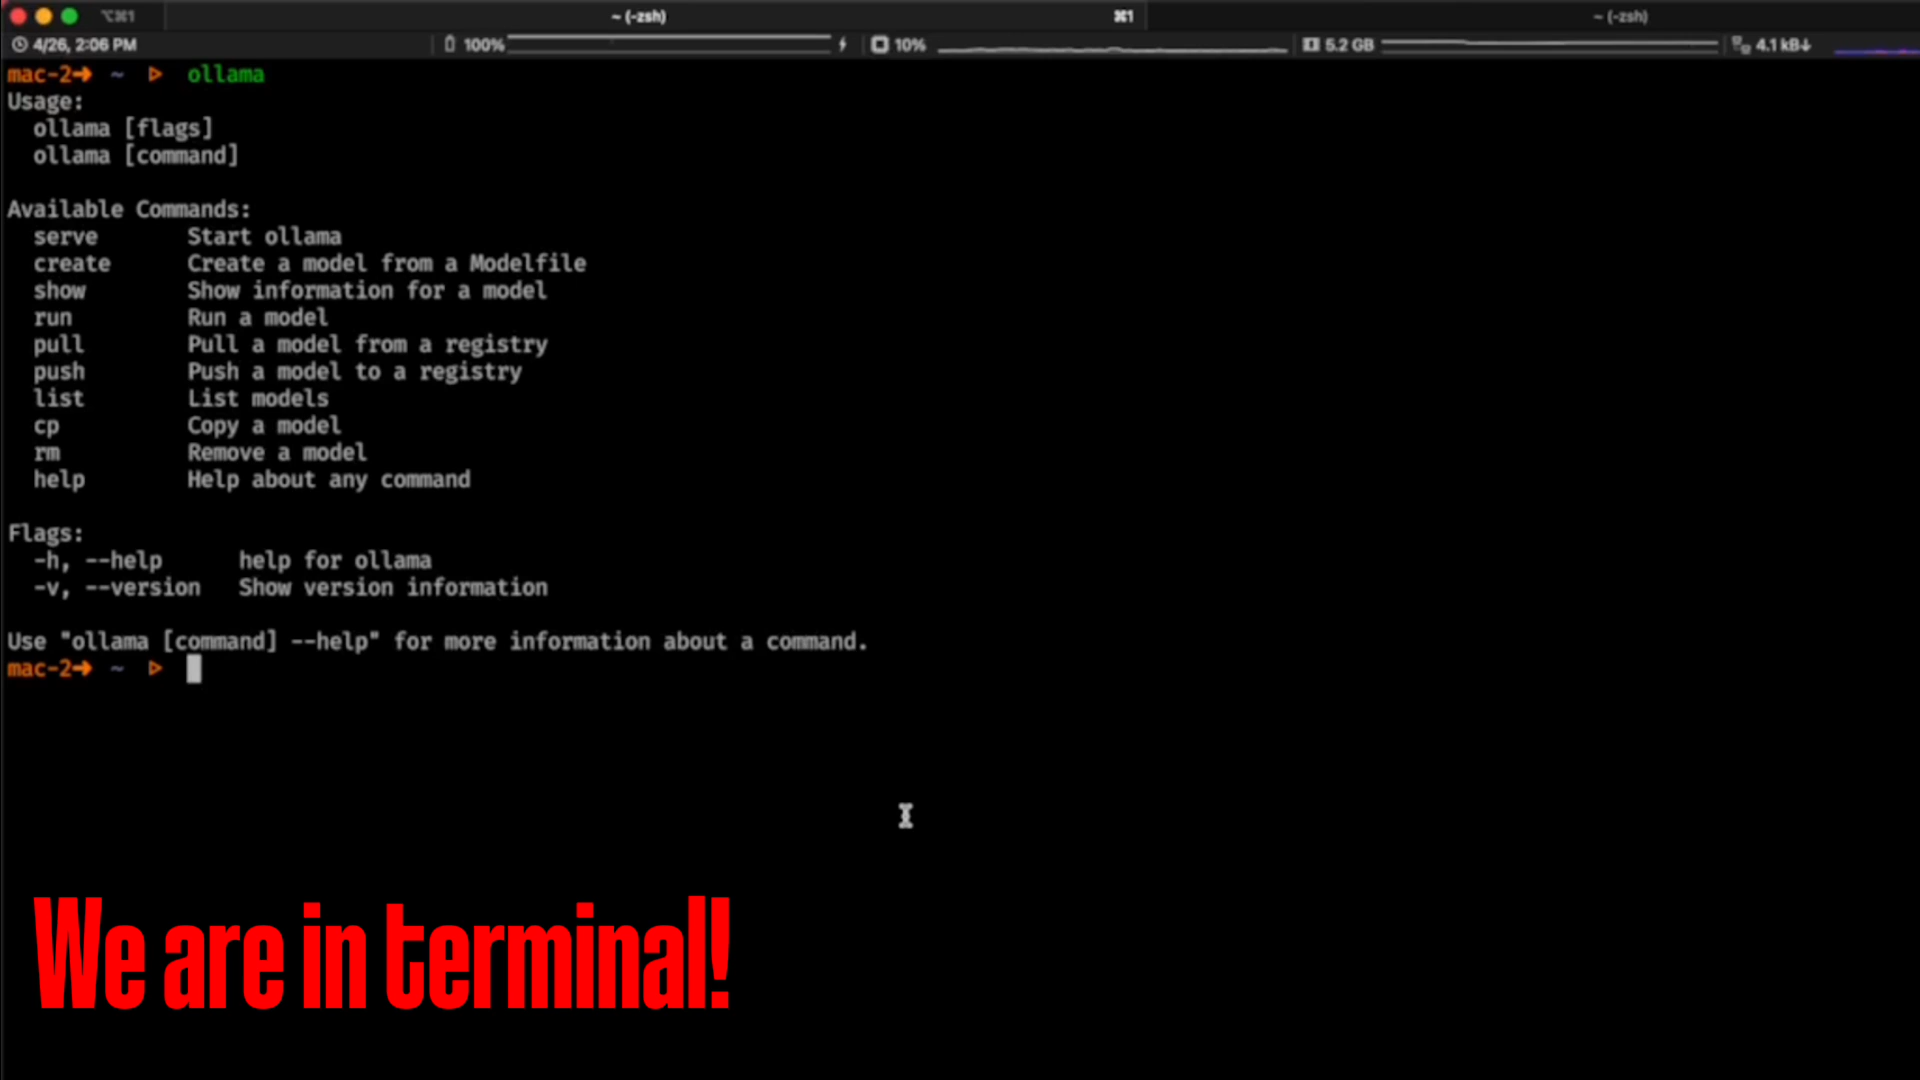 ⌥⌘1 ~ (-zsh) ⌘1 ~ (-zsh)
4/26, 2:06 PM 100% 10% 5.2 GB 4.1 kB↓
mac-2➜ ~ ▷ ollama
Usage:
  ollama [flags]
  ollama [command]

Available Commands:
  serve       Start ollama
  create      Create a model from a Modelfile
  show        Show information for a model
  run         Run a model
  pull        Pull a model from a registry
  push        Push a model to a registry
  list        List models
  cp          Copy a model
  rm          Remove a model
  help        Help about any command

Flags:
  -h, --help      help for ollama
  -v, --version   Show version information

Use "ollama [command] --help" for more information about a command.
mac-2➜ ~ ▷
We are in terminal!